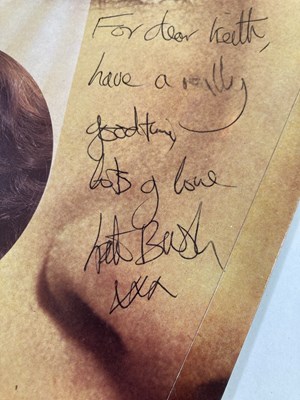 For dear Keith,
have a really
good time,
lots of love
Kate Bush
xxx